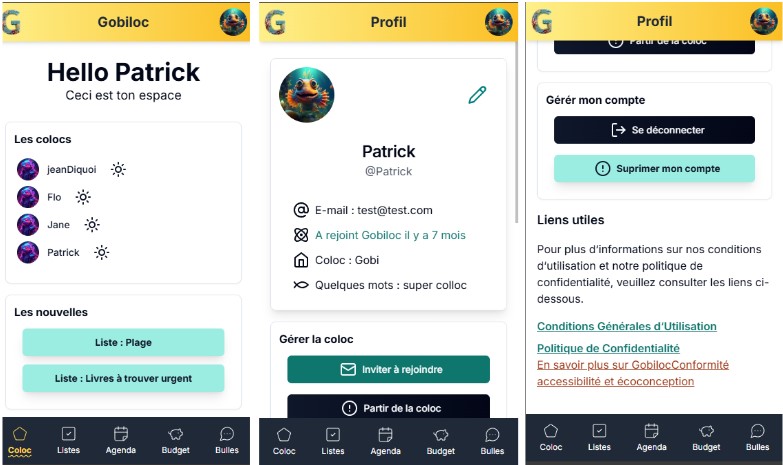 G
Gobiloc
Hello Patrick
Ceci est ton espace
Les colocs
jeanDiquoi
Flo
Jane
Patrick
Les nouvelles
Liste : Plage
Liste : Livres à trouver urgent
Coloc
Listes
Agenda
Budget
Bulles
Profil
Patrick
@Patrick
E-mail : test@test.com
A rejoint Gobiloc il y a 7 mois
Coloc : Gobi
Quelques mots : super colloc
Gérer la coloc
Inviter à rejoindre
Partir de la coloc
Coloc
Listes
Agenda
Budget
Bulles
G
Profil
Partir de la coloc
Gérér mon compte
Se déconnecter
Suprimer mon compte
Liens utiles
Pour plus d'informations sur nos conditions
d'utilisation et notre politique de
confidentialité, veuillez consulter les liens ci-
dessous.
Conditions Générales d'Utilisation
Politique de Confidentialité
En savoir plus sur GobilocConformité
accessibilité et écoconception
Coloc
Listes
Agenda
Budget
Bulles